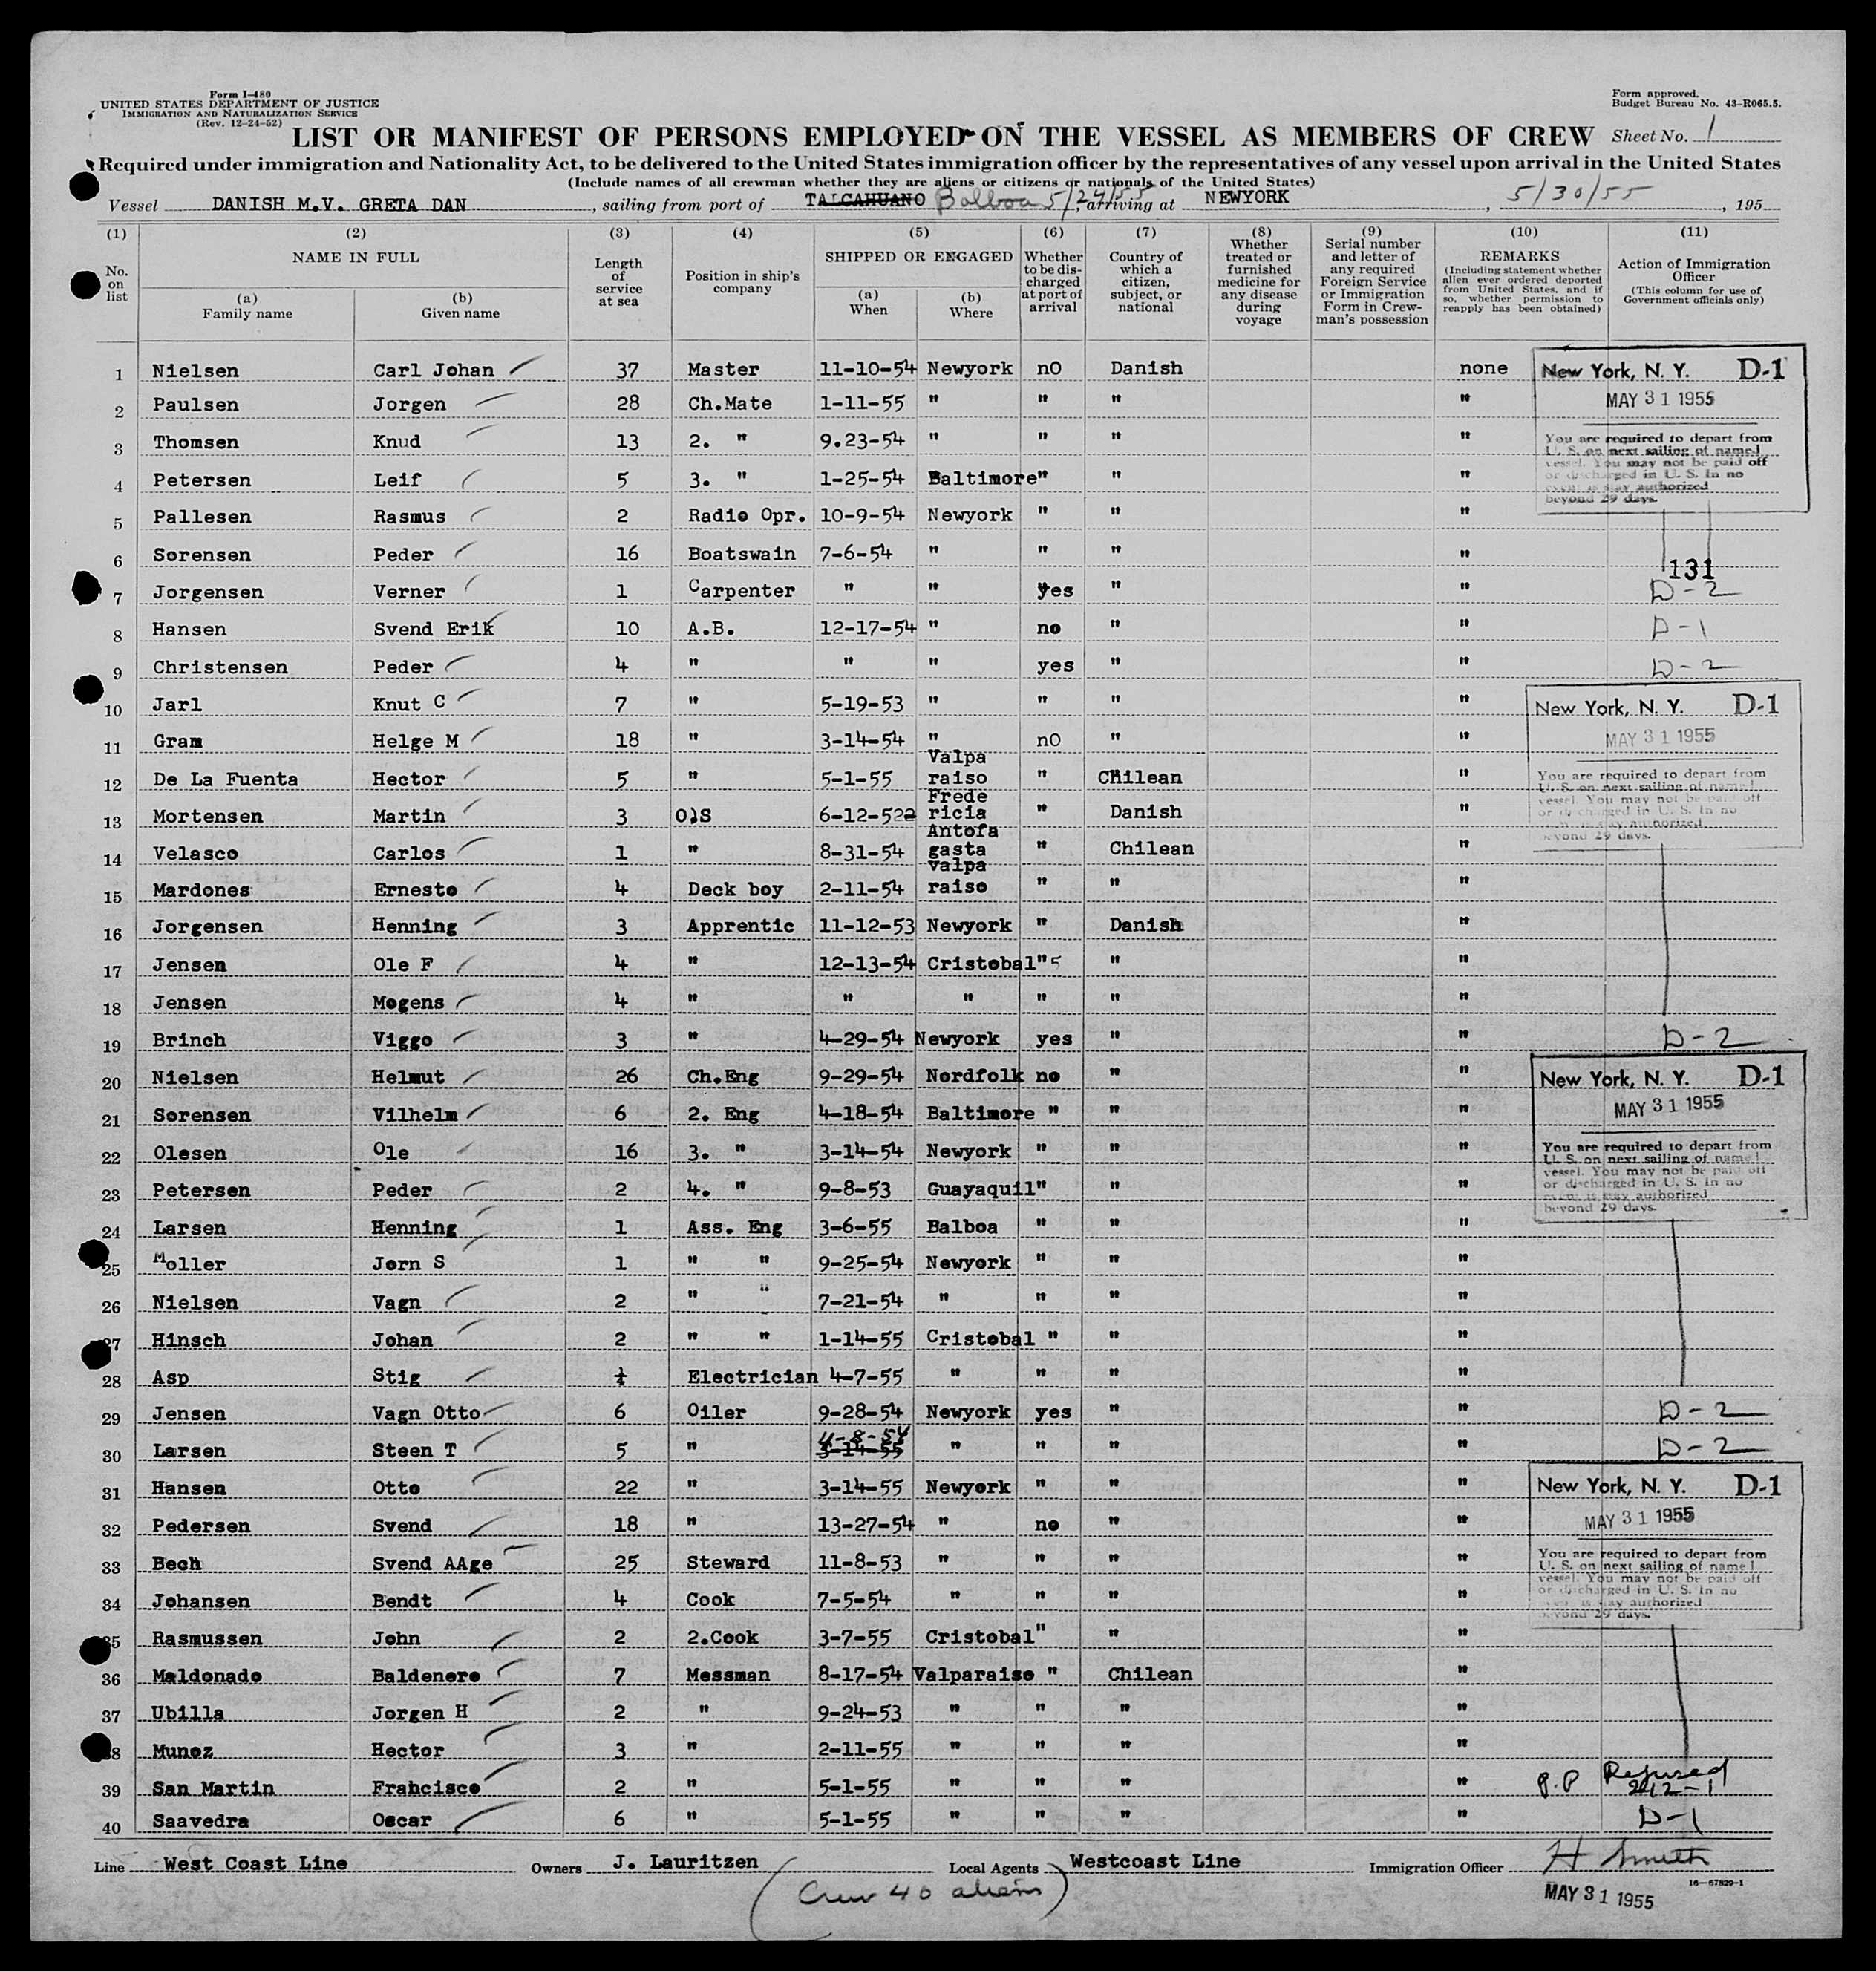 Form I-480
UNITED STATES DEPARTMENT OF JUSTICE
IMMIGRATION AND NATURALIZATION SERVICE
(Rev. 12-24-52)
Form approved.
Budget Bureau No. 43-R065.5.
LIST OR MANIFEST OF PERSONS EMPLOYED ON THE VESSEL AS MEMBERS OF CREW Sheet No. 1
Required under immigration and Nationality Act, to be delivered to the United States immigration officer by the representatives of any vessel upon arrival in the United States
(Include names of all crewman whether they are aliens or citizens or nationals of the United States)
Vessel DANISH M.V. GRETA DAN, sailing from port of TALCAHUANO Balboa 5/24/55, arriving at NEWYORK, 5/30/55, 195
(1) No. on list
(2) NAME IN FULL (a) Family name (b) Given name
(3) Length of service at sea
(4) Position in ship's company
(5) SHIPPED OR ENGAGED (a) When (b) Where
(6) Whether to be discharged at port of arrival
(7) Country of which a citizen, subject, or national
(8) Whether treated or furnished medicine for any disease during voyage
(9) Serial number and letter of any required Foreign Service or Immigration Form in Crewman's possession
(10) REMARKS (Including statement whether alien ever ordered deported from United States, and if so, whether permission to reapply has been obtained)
(11) Action of Immigration Officer (This column for use of Government officials only)
1 Nielsen Carl Johan 37 Master 11-10-54 Newyork nO Danish none
2 Paulsen Jorgen 28 Ch.Mate 1-11-55 " " " "
3 Thomsen Knud 13 2. " 9.23-54 " " " "
4 Petersen Leif 5 3. " 1-25-54 Baltimore " " "
5 Pallesen Rasmus 2 Radio Opr. 10-9-54 Newyork " " "
6 Sørensen Peder 16 Boatswain 7-6-54 " " " "
7 Jorgensen Verner 1 Carpenter " " yes " " D-2
8 Hansen Svend Erik 10 A.B. 12-17-54 " no " " D-1
9 Christensen Peder 4 " " " yes " " D-2
10 Jarl Knut C 7 " 5-19-53 " " " "
11 Gram Helge M 18 " 3-14-54 " nO " "
12 De La Fuenta Hector 5 " 5-1-55 Valpa raiso " Chilean "
13 Mortensen Martin 3 O)S 6-12-52 Frede ricia " Danish "
14 Velasco Carlos 1 " 8-31-54 Antofa gasta " Chilean "
15 Mardones Ernesto 4 Deck boy 2-11-54 valpa raiso " " "
16 Jorgensen Henning 3 Apprentic 11-12-53 Newyork " Danish "
17 Jensen Ole F 4 " 12-13-54 Cristobal " " "
18 Jensen Mogens 4 " " " " " "
19 Brinch Viggo 3 " 4-29-54 Newyork yes " " D-2
20 Nielsen Helmut 26 Ch.Eng 9-29-54 Nordfolk no " "
21 Sørensen Vilhelm 6 2. Eng 4-18-54 Baltimore " " "
22 Olesen Ole 16 3. " 3-14-54 Newyork " " "
23 Petersen Peder 2 4. " 9-8-53 Guayaquil " " "
24 Larsen Henning 1 Ass. Eng 3-6-55 Balboa " " "
25 Moller Jorn S 1 " " 9-25-54 Newyork " " "
26 Nielsen Vagn 2 " " 7-21-54 " " " "
27 Hinsch Johan 2 " " 1-14-55 Cristobal " " "
28 Asp Stig Electrician 4-7-55 " " " "
29 Jensen Vagn Otto 6 Oiler 9-28-54 Newyork yes " " D-2
30 Larsen Steen T 5 " 3-14-55 " " " " D-2
31 Hansen Otto 22 " 3-14-55 Newyork " " "
32 Pedersen Svend 18 " 13-27-54 " no " "
33 Bech Svend AAge 25 Steward 11-8-53 " " " "
34 Johansen Bendt 4 Cook 7-5-54 " " " "
35 Rasmussen John 2 2.Cook 3-7-55 Cristobal " " "
36 Maldonado Baldenero 7 Messman 8-17-54 Valparaiso " Chilean "
37 Ubilla Jorgen H 2 " 9-24-53 " " " "
38 Munoz Hector 3 " 2-11-55 " " " "
39 San Martin Frahcisco 2 " 5-1-55 " " " " P.P Refused 212-1
40 Saavedra Oscar 6 " 5-1-55 " " " " D-1
New York, N. Y. D-1
MAY 31 1955
You are required to depart from
U. S. on next sailing of named
vessel. You may not be paid off
or discharged in U. S. In no
event is stay authorized
beyond 29 days.
131
New York, N. Y. D-1
MAY 31 1955
You are required to depart from
U. S. on next sailing of named
vessel. You may not be paid off
or discharged in U. S. In no
event is stay authorized
beyond 29 days.
New York, N. Y. D-1
MAY 31 1955
You are required to depart from
U. S. on next sailing of named
vessel. You may not be paid off
or discharged in U. S. In no
event is stay authorized
beyond 29 days.
New York, N. Y. D-1
MAY 31 1955
You are required to depart from
U. S. on next sailing of named
vessel. You may not be paid off
or discharged in U. S. In no
event is stay authorized
beyond 29 days.
Line West Coast Line Owners J. Lauritzen Local Agents Westcoast Line Immigration Officer H Smith
(Crew 40 aliens)
16-67829-1
MAY 31 1955